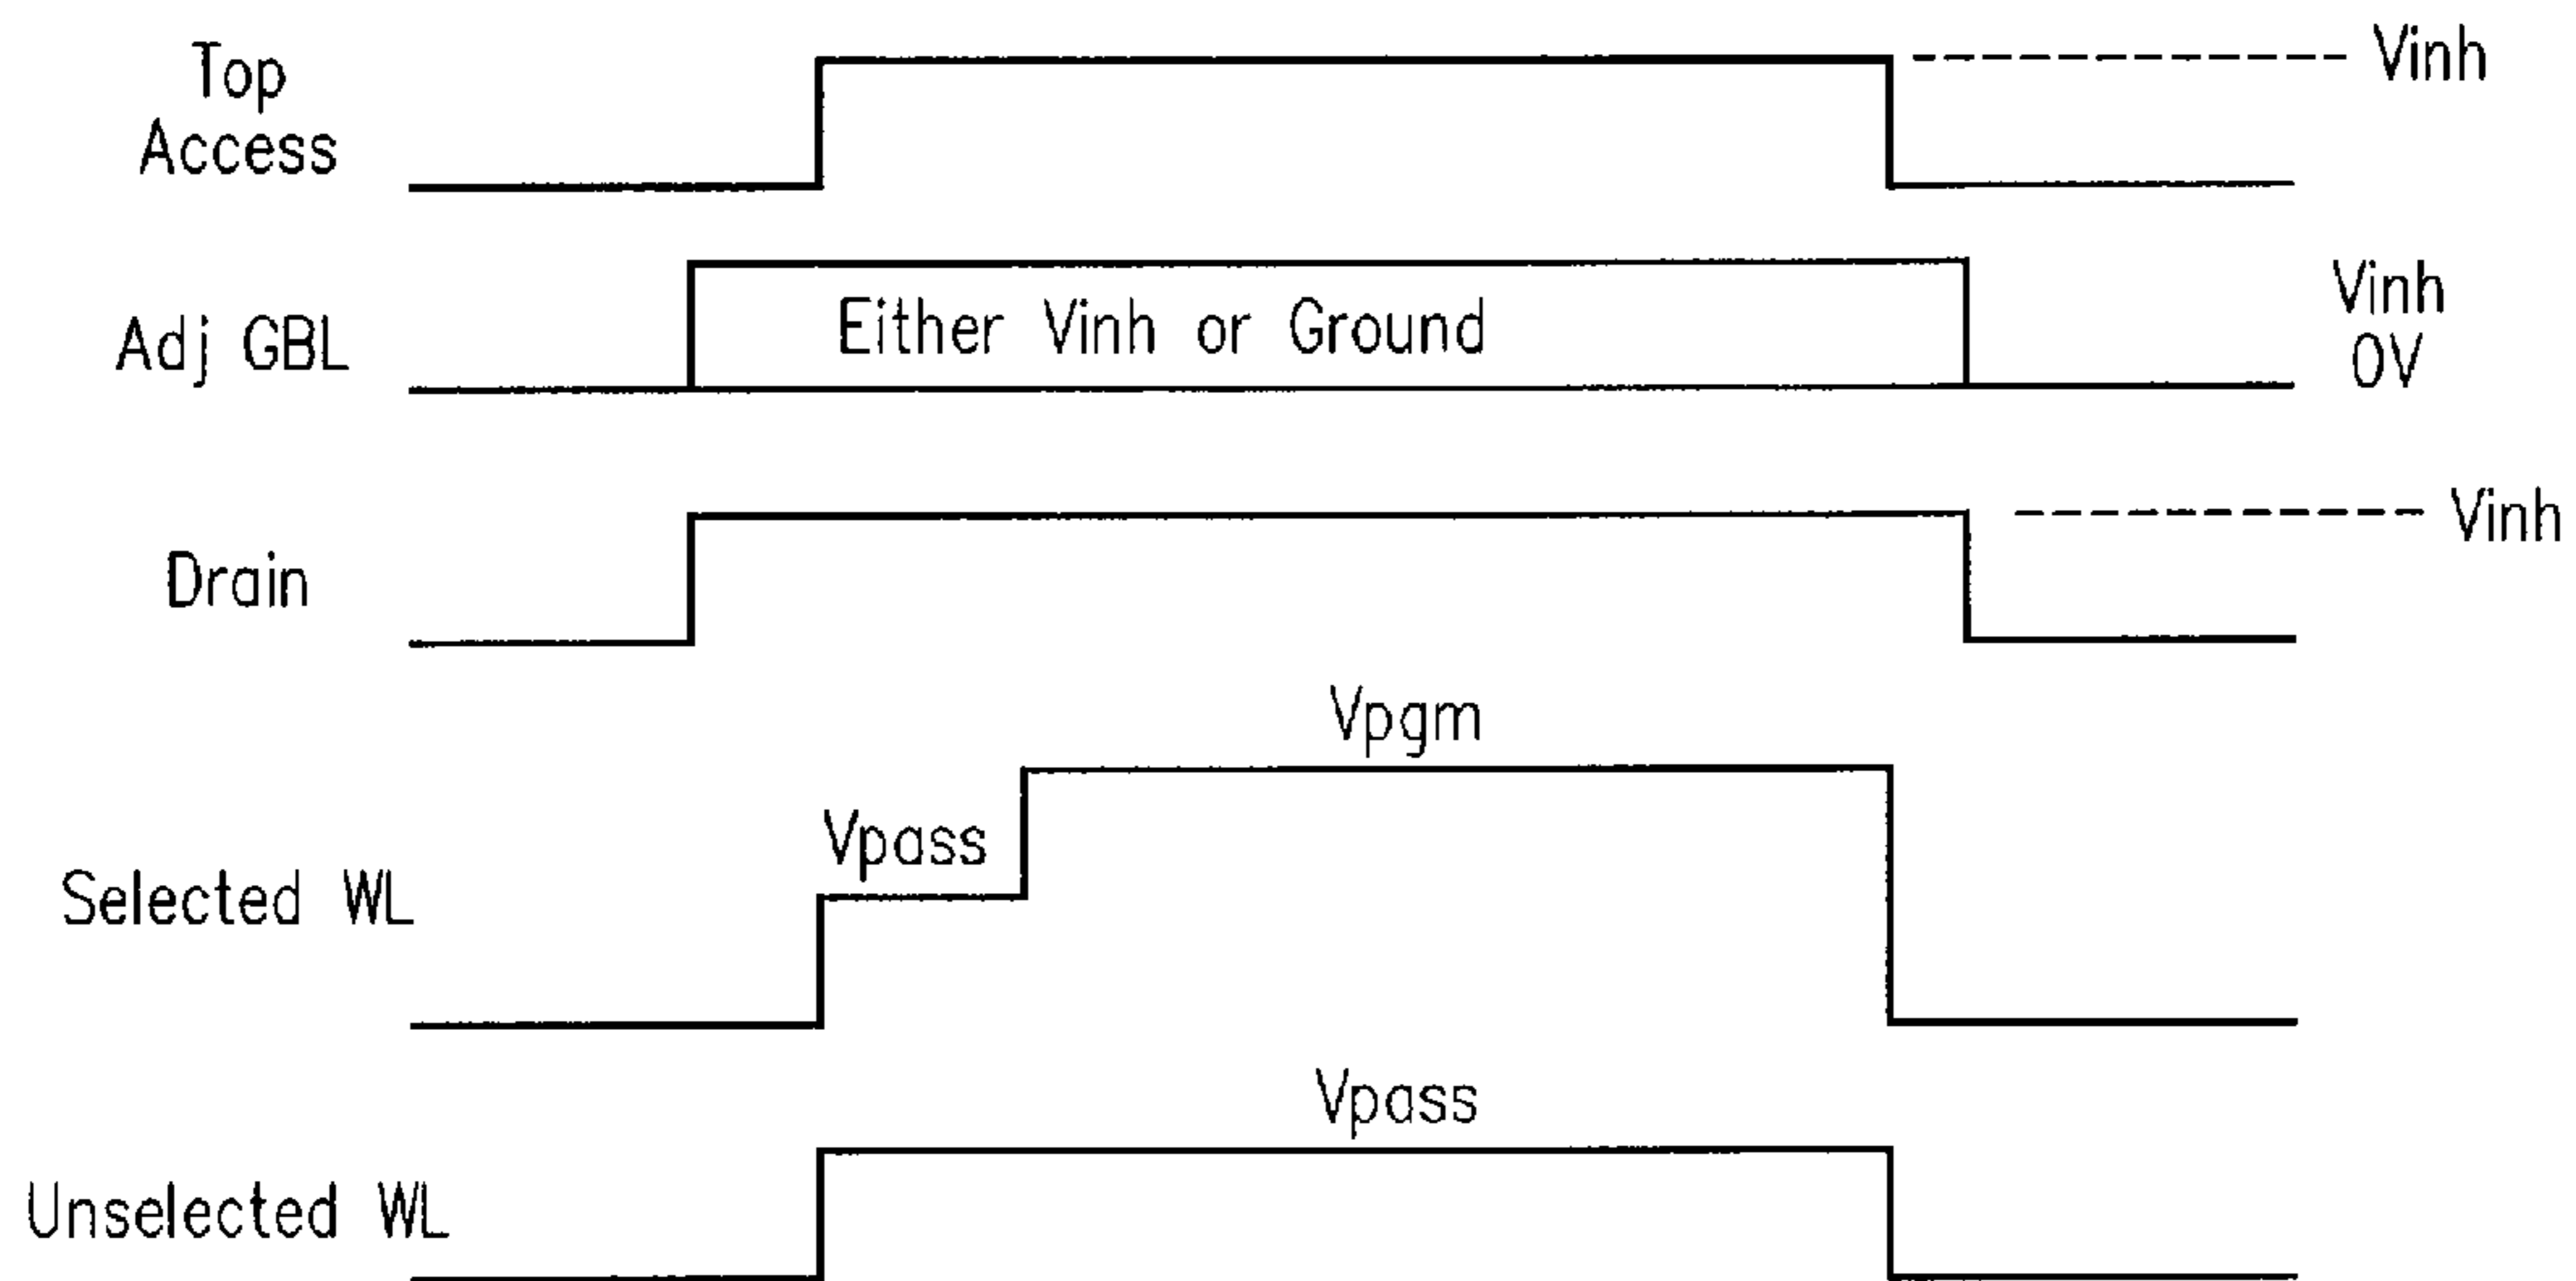 Top
Access
Vinh
Adj GBL
Either Vinh or Ground
Vinh
0V
Drain
Vinh
Vpgm
Vpass
Selected WL
Vpass
Unselected WL